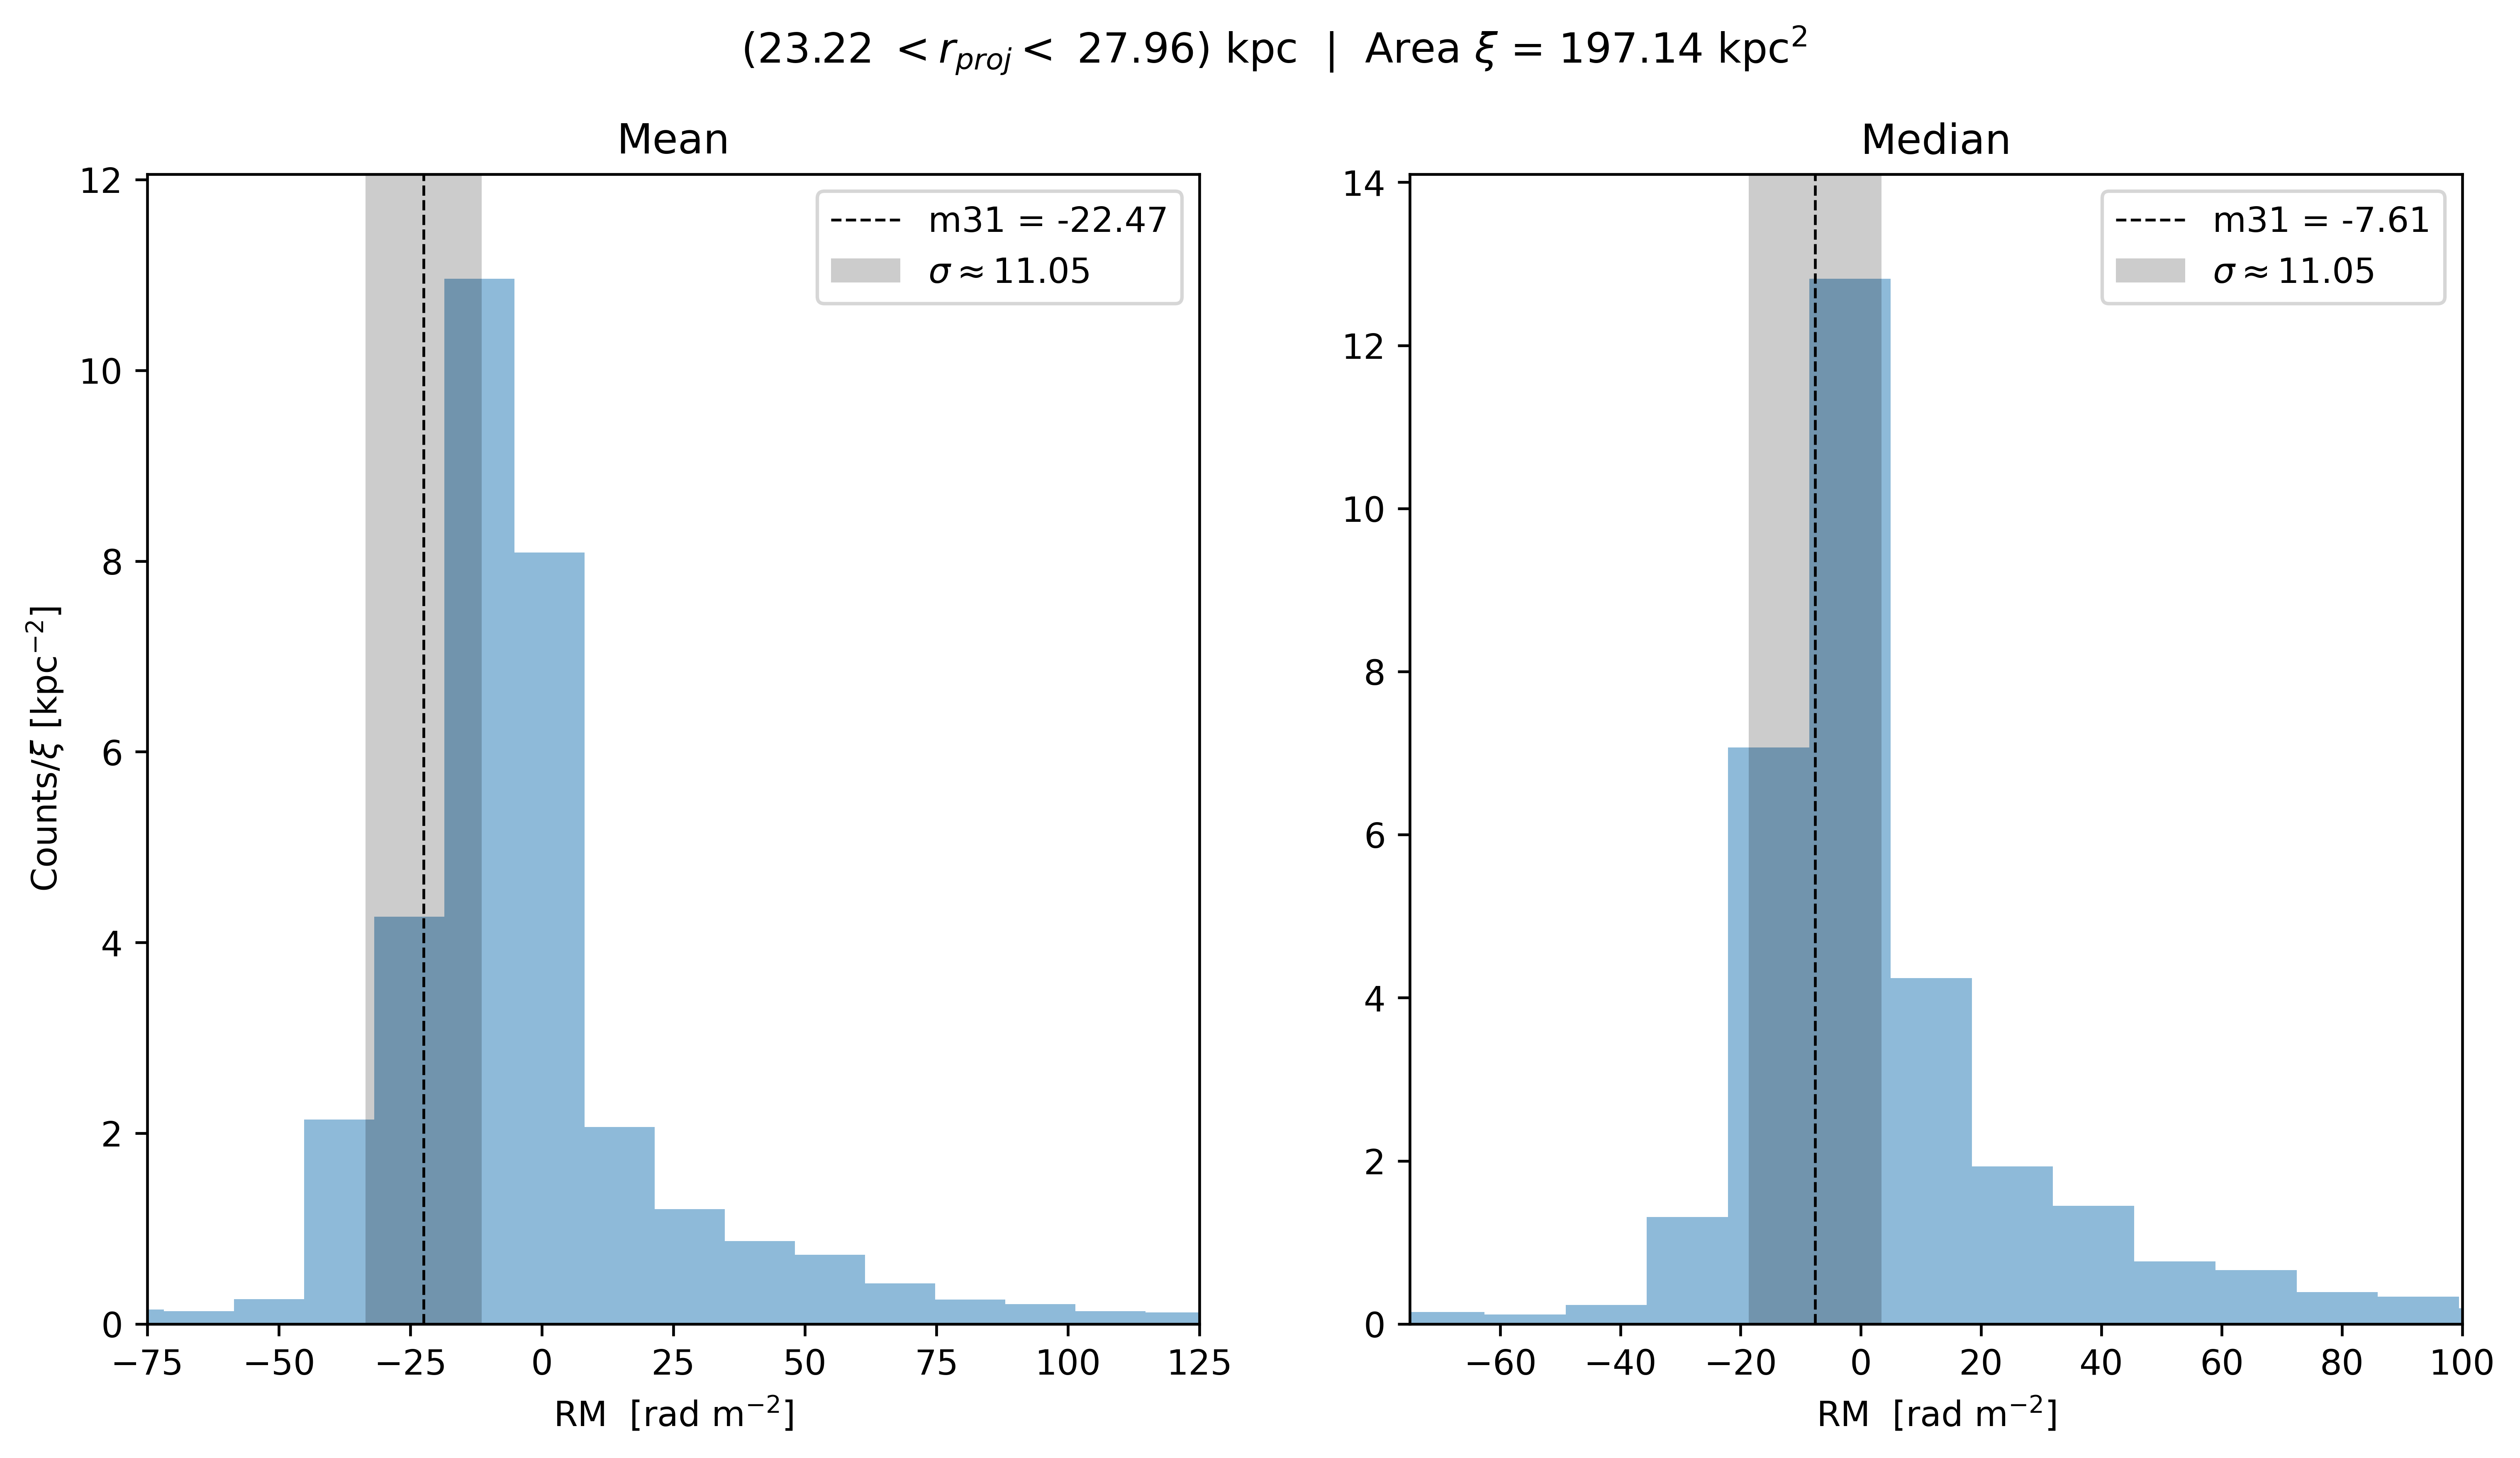 (23.22 < r_proj < 27.96) kpc | Area ξ = 197.14 kpc²
Mean
12
10
8
6
4
2
0
Counts/ξ [kpc⁻²]
m31 = -22.47
σ ≈ 11.05
−75 −50 −25 0 25 50 75 100 125
RM [rad m⁻²]
Median
14
12
10
8
6
4
2
0
m31 = -7.61
σ ≈ 11.05
−60 −40 −20 0 20 40 60 80 100
RM [rad m⁻²]